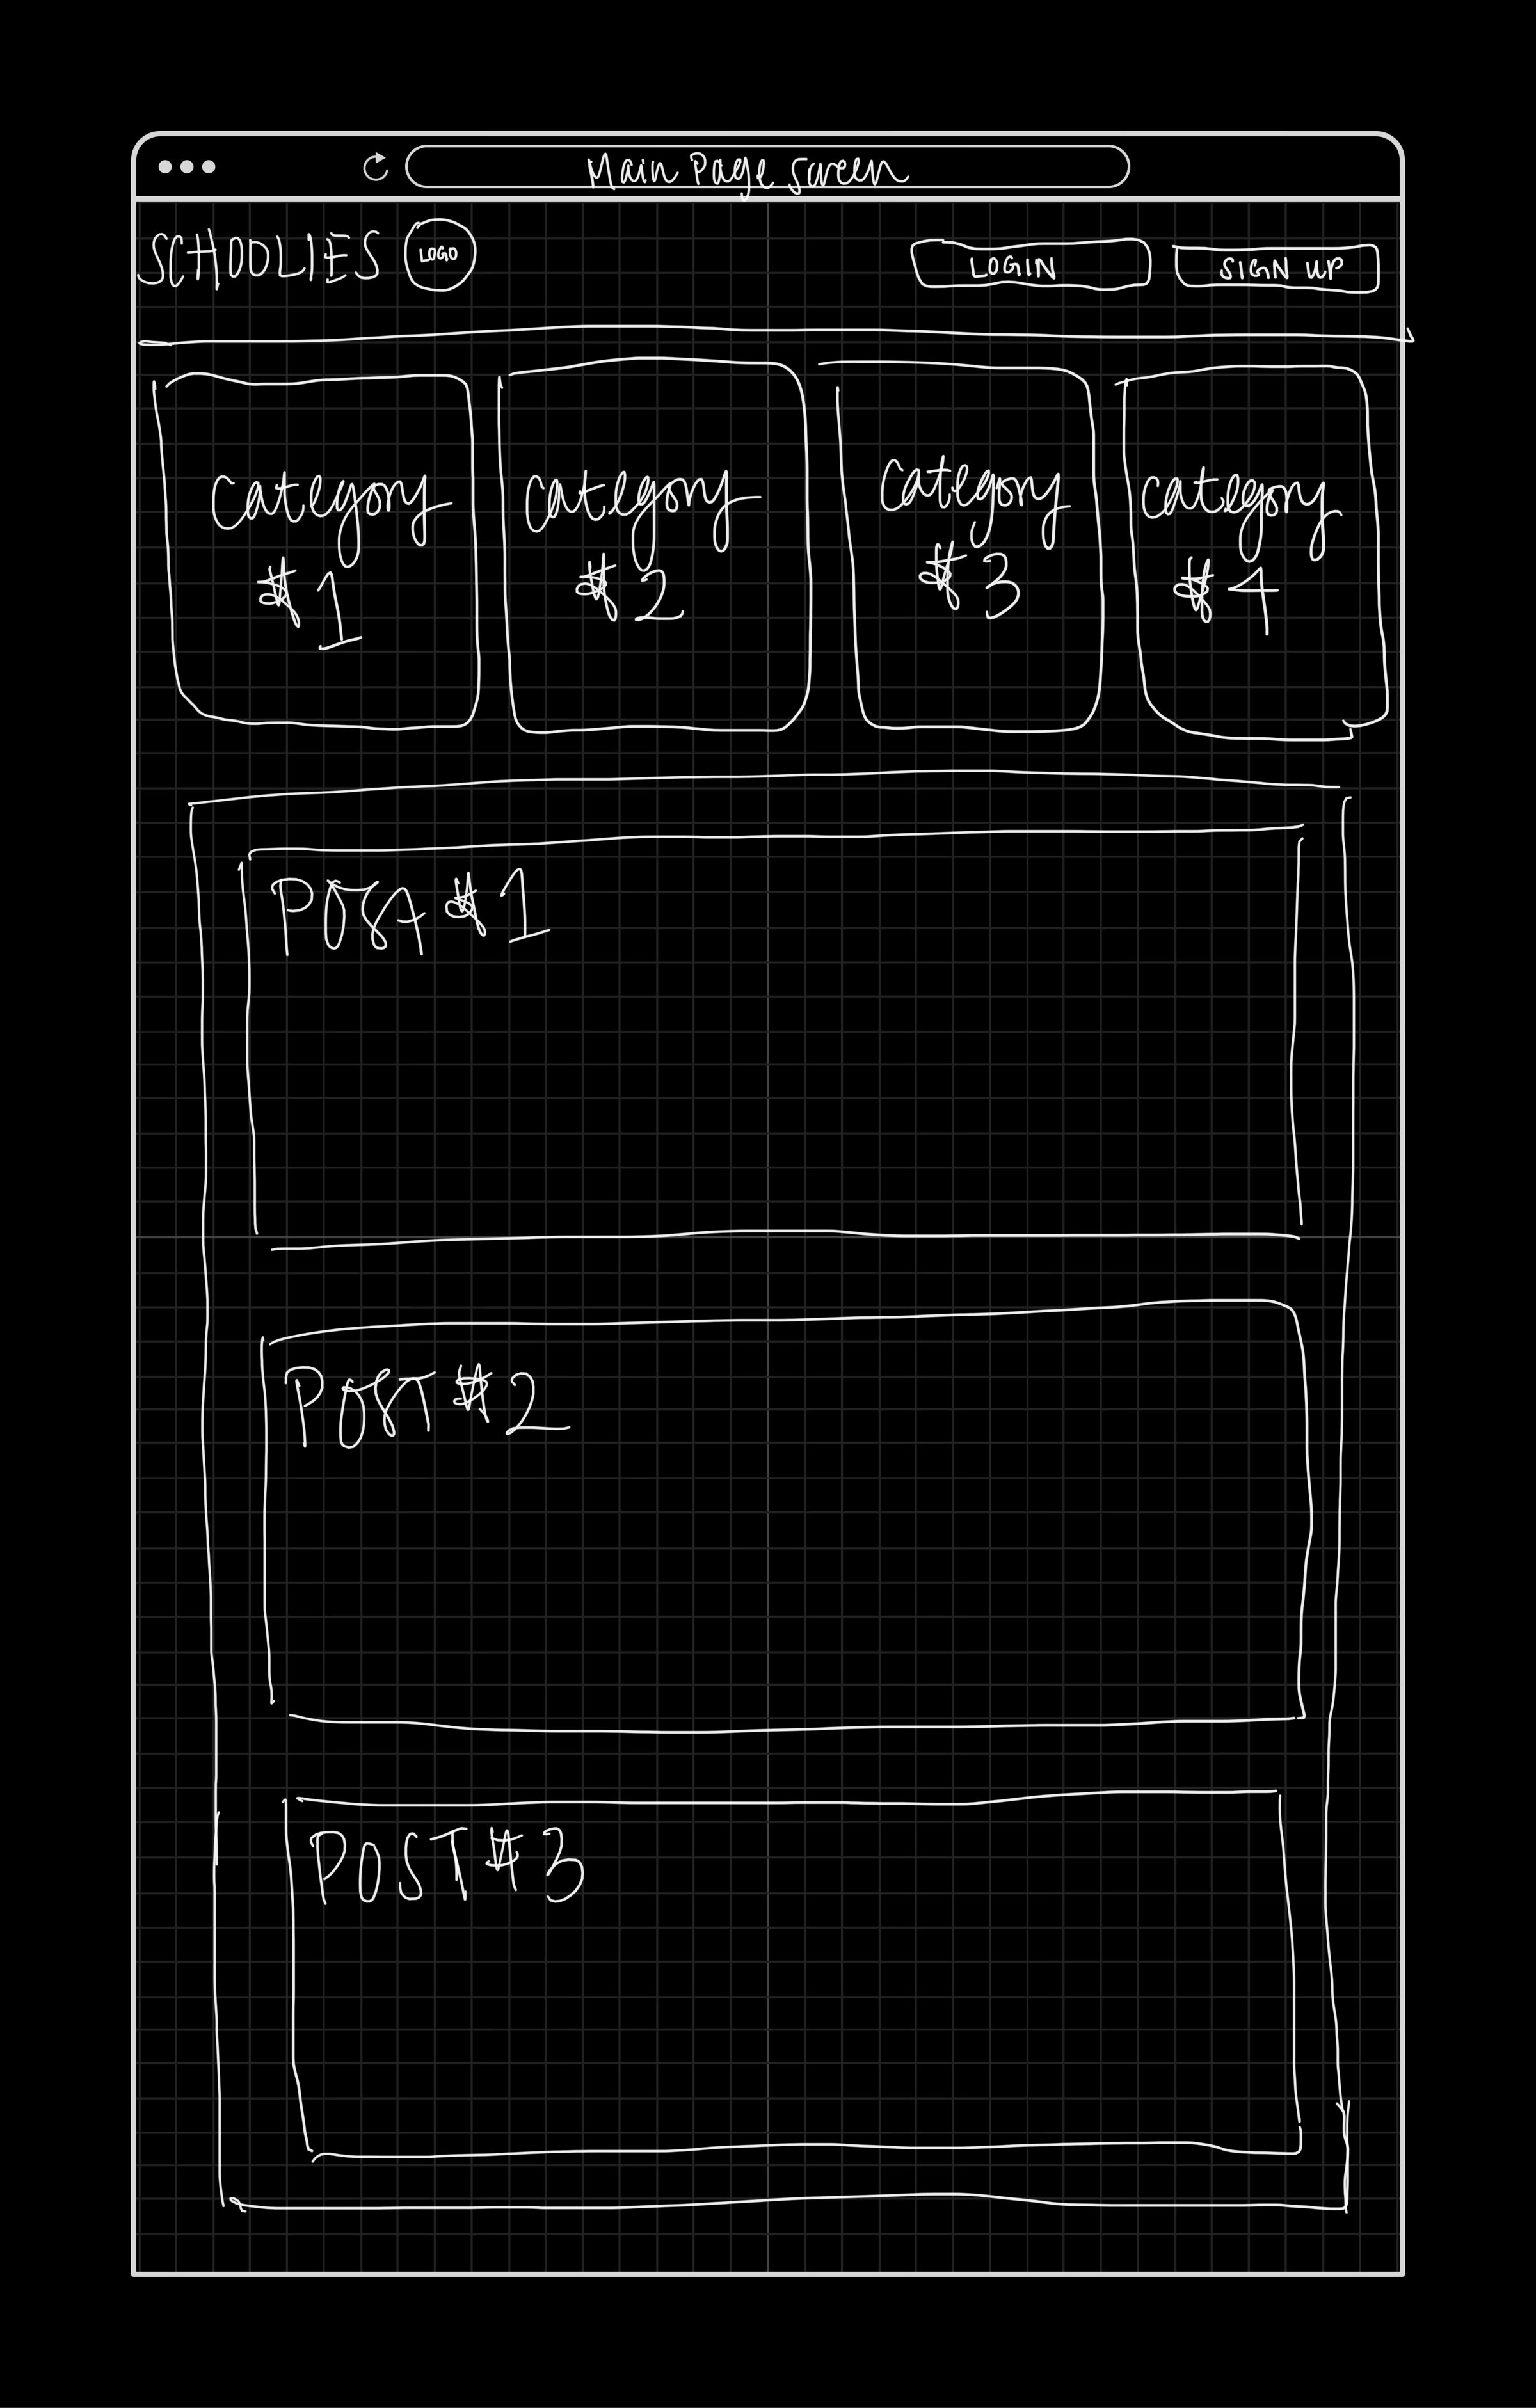 Main Page Screen
SCHOOLIES LOGO LOGIN SIGN UP
Category Category Category Category
#1 #2 #3 #4
POST #1
POST #2
POST #3